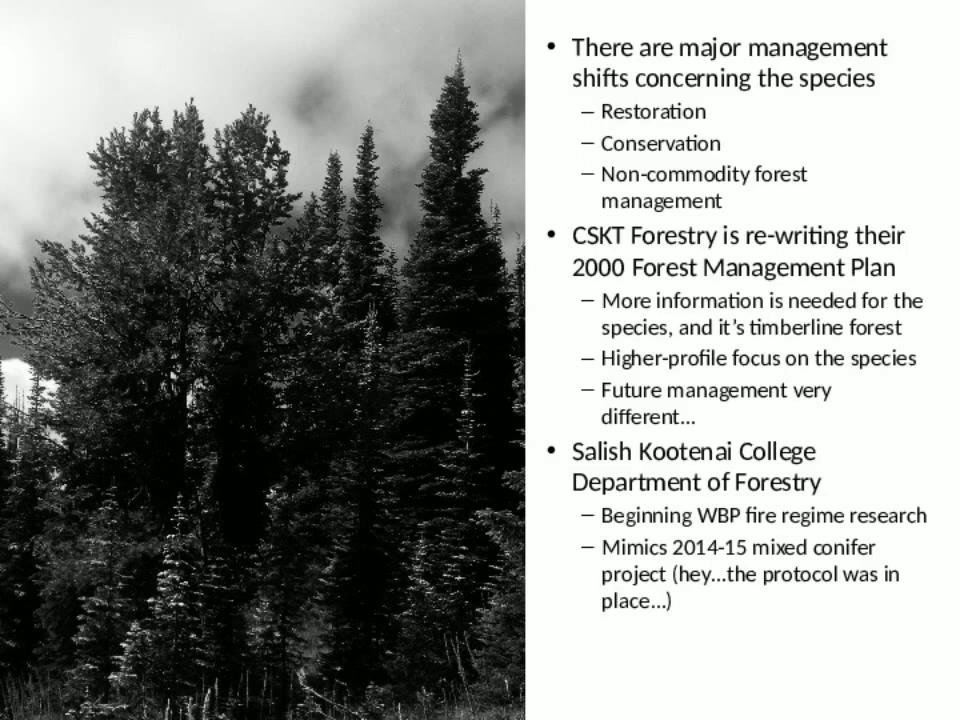 • There are major management
shifts concerning the species
– Restoration
– Conservation
– Non-commodity forest
management
• CSKT Forestry is re-writing their
2000 Forest Management Plan
– More information is needed for the
species, and it’s timberline forest
– Higher-profile focus on the species
– Future management very
different…
• Salish Kootenai College
Department of Forestry
– Beginning WBP fire regime research
– Mimics 2014-15 mixed conifer
project (hey…the protocol was in
place…)